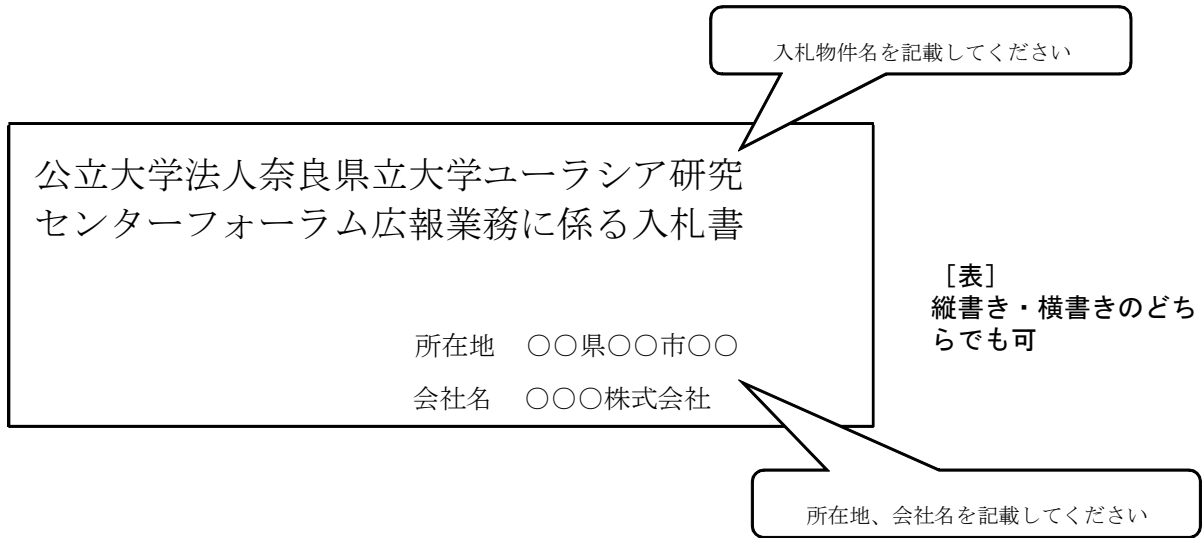 入札物件名を記載してください
公立大学法人奈良県立大学ユーラシア研究
センターフォーラム広報業務に係る入札書
[表]
縦書き・横書きのどち
らでも可
所在地　○○県○○市○○
会社名　○○○株式会社
所在地、会社名を記載してください